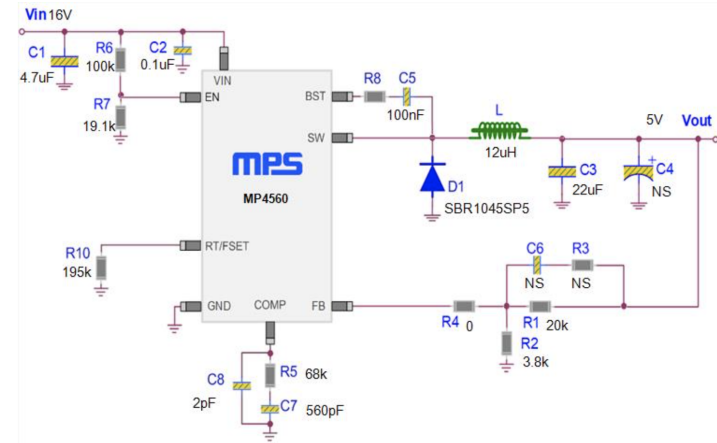 Vin 16V
C1
4.7uF
R6
100k
C2
0.1uF
R7
19.1k
VIN
EN
BST
SW
mps
MP4560
RT/FSET
GND
COMP
FB
R8
C5
100nF
L
12uH
5V
Vout
D1
SBR1045SP5
C3
22uF
+
C4
NS
R10
195k
C6
NS
R3
NS
R4
0
R1
20k
R2
3.8k
C8
2pF
R5
68k
C7
560pF